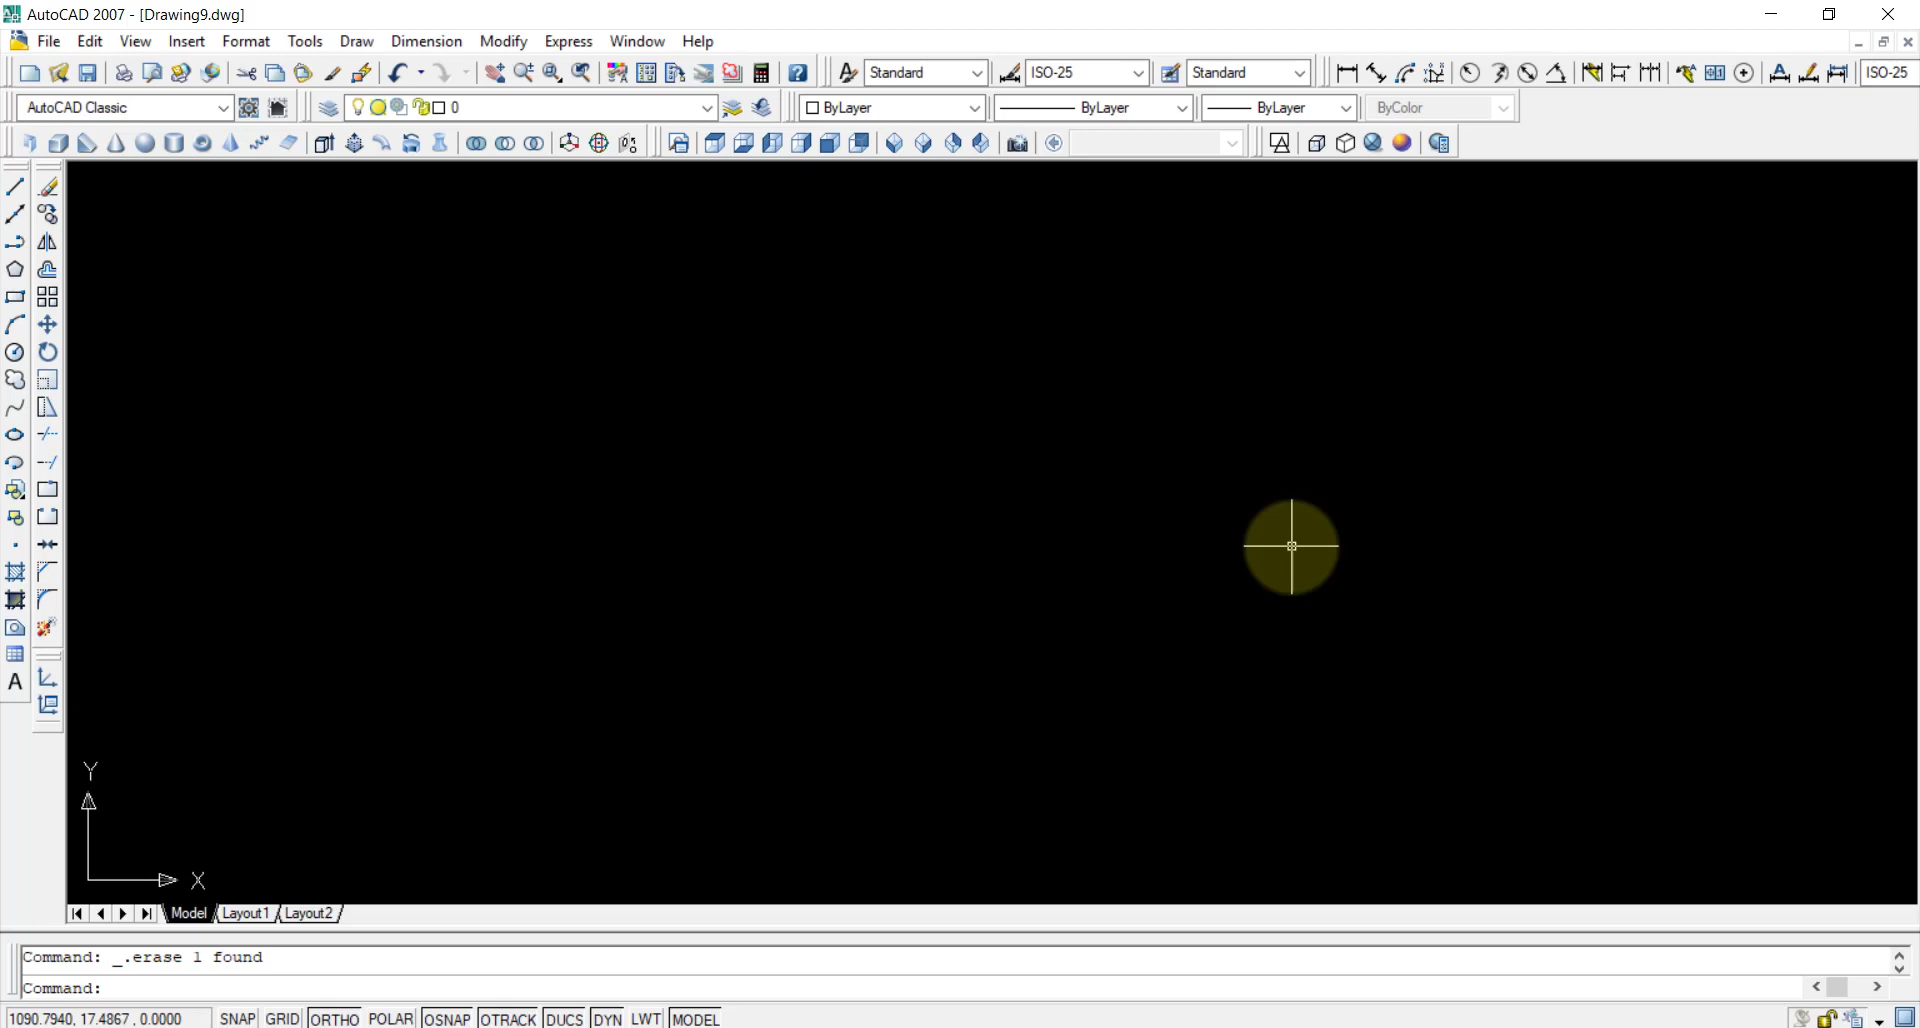 AutoCAD 2007 - [Drawing9.dwg]
File Edit View Insert Format Tools Draw Dimension Modify Express Window Help
Standard ISO-25 Standard ISO-25
AutoCAD Classic 0 ByLayer ByLayer ByLayer ByColor
A
Y
X
Model Layout1 Layout2
Command: _.erase 1 found
Command:
1090.7940, 17.4867 , 0.0000 SNAP GRID ORTHO POLAR OSNAP OTRACK DUCS DYN LWT MODEL